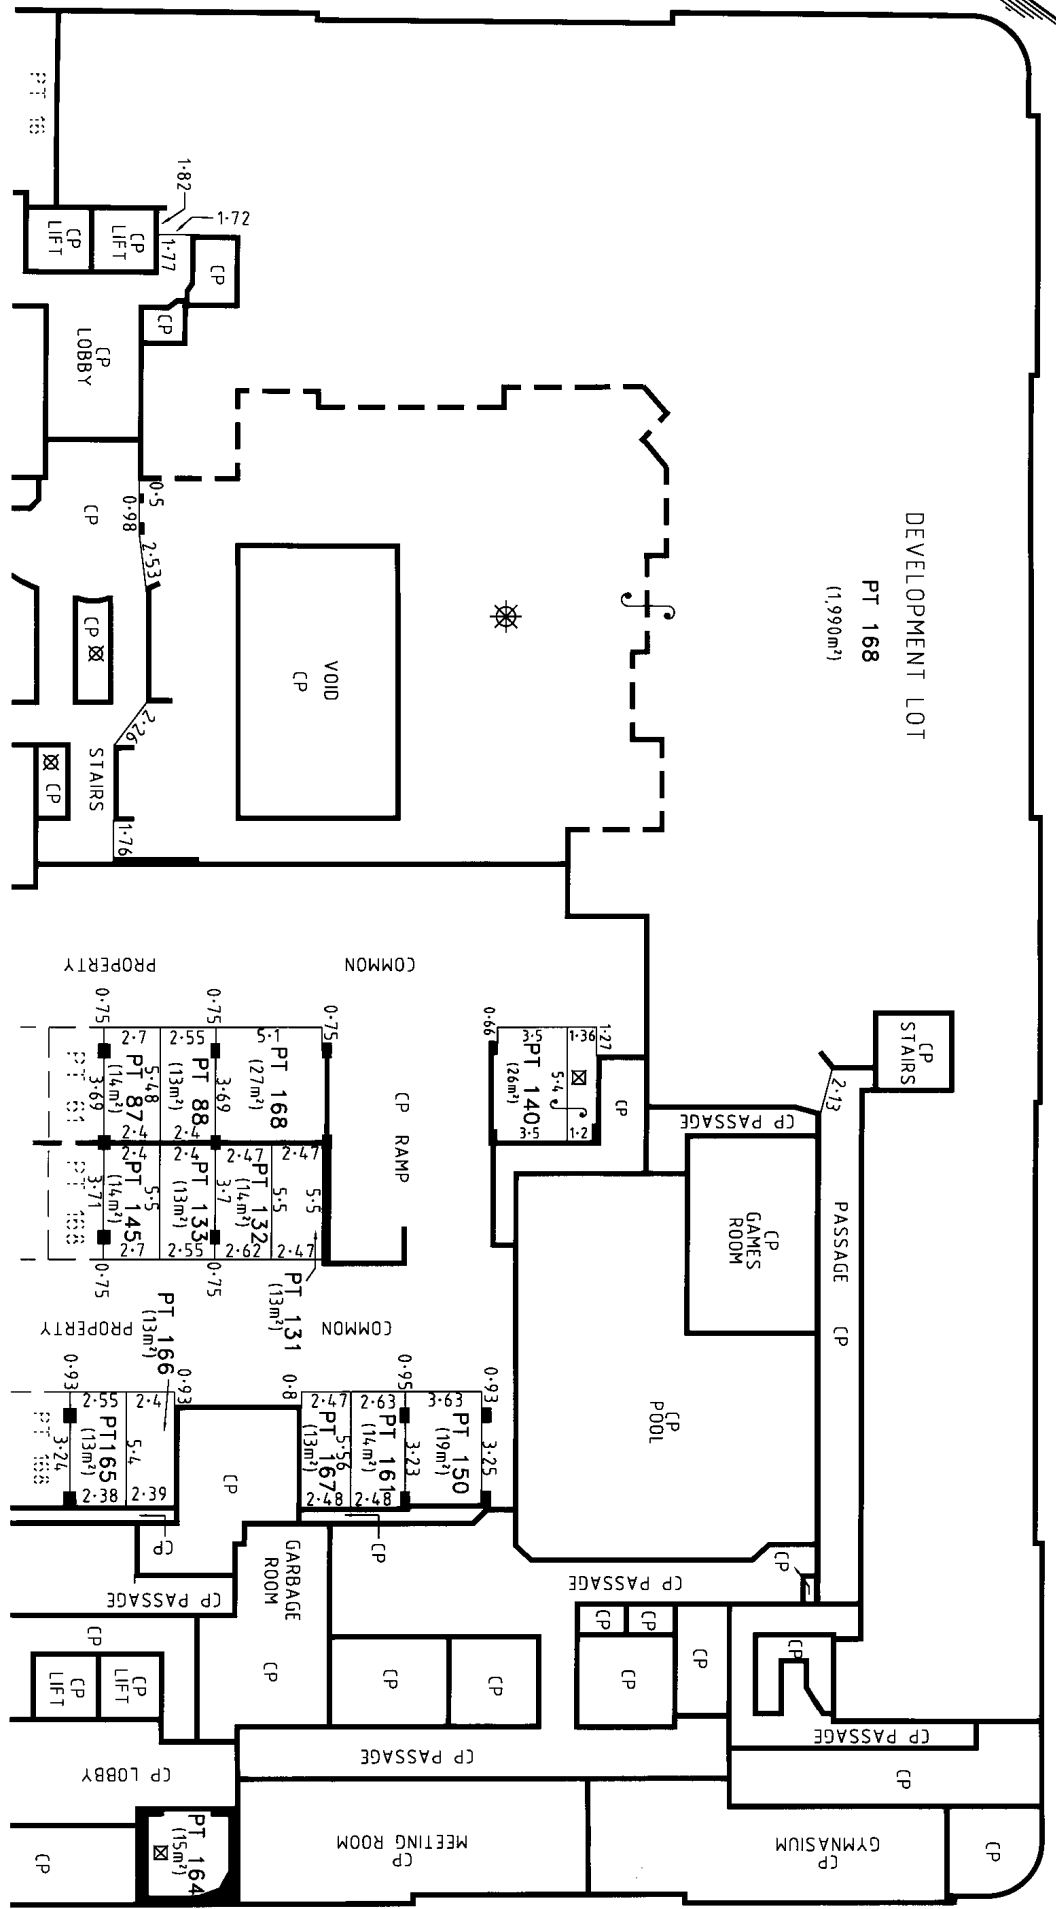 PT 16
1·82
1·72
1·77
CP
LIFT
CP
LIFT
CP
CP
CP
LOBBY
0·5
0·98
2·53
CP
CP
2·26
STAIRS
CP
1·76
VOID
CP
DEVELOPMENT LOT
PT 168
(1,990m²)
COMMON
PROPERTY
0·75
0·75
0·75
2·7
2·55
5·1
PT 87
(14m²)
5·48
3·69
2·4
PT 88
(13m²)
3·69
2·4
PT 168
(27m²)
0·66
3·5
1·36
1·27
PT 140
(26m²)
5·4
3·5
1·2
CP
CP RAMP
CP
STAIRS
2·13
CP PASSAGE
PASSAGE CP
CP
GAMES
ROOM
CP
POOL
2·4
PT 145
(14m²)
3·71
5·5
2·7
2·4
PT 133
(13m²)
3·7
2·55
2·47
PT 132
(14m²)
5·5
2·62
2·47
5·5
2·47
PT 131
(13m²)
0·75
0·75
COMMON
PROPERTY
PT 166
(13m²)
0·93
0·93
0·8
0·95
0·93
2·55
2·4
PT165
(13m²)
3·24
5·4
2·38
2·39
2·47
2·63
3·63
PT 167
(13m²)
5·56
2·48
PT 161
(14m²)
3·23
2·48
PT 150
(19m²)
3·25
CP
CP
CP
CP
CP PASSAGE
CP PASSAGE
GARBAGE
ROOM
CP
CP
CP
LIFT
CP
LIFT
CP
CP
CP
CP
CP
CP
CP
CP PASSAGE
CP PASSAGE
CP
CP LOBBY
PT 164
(15m²)
CP
CP
MEETING ROOM
CP
GYMNASIUM
CP